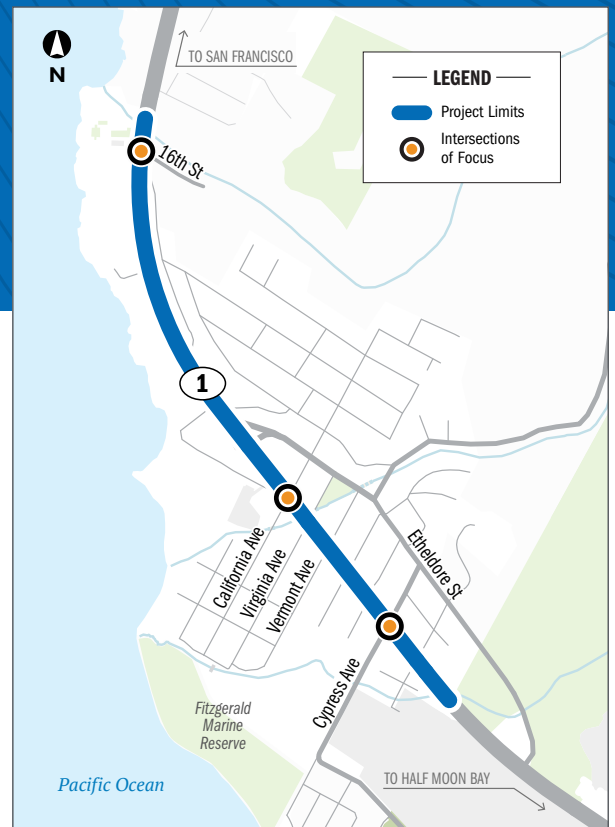 N
TO SAN FRANCISCO
LEGEND
Project Limits
Intersections
of Focus
16th St
1
California Ave
Virginia Ave
Vermont Ave
Etheldore St
Cypress Ave
Fitzgerald
Marine
Reserve
Pacific Ocean
TO HALF MOON BAY